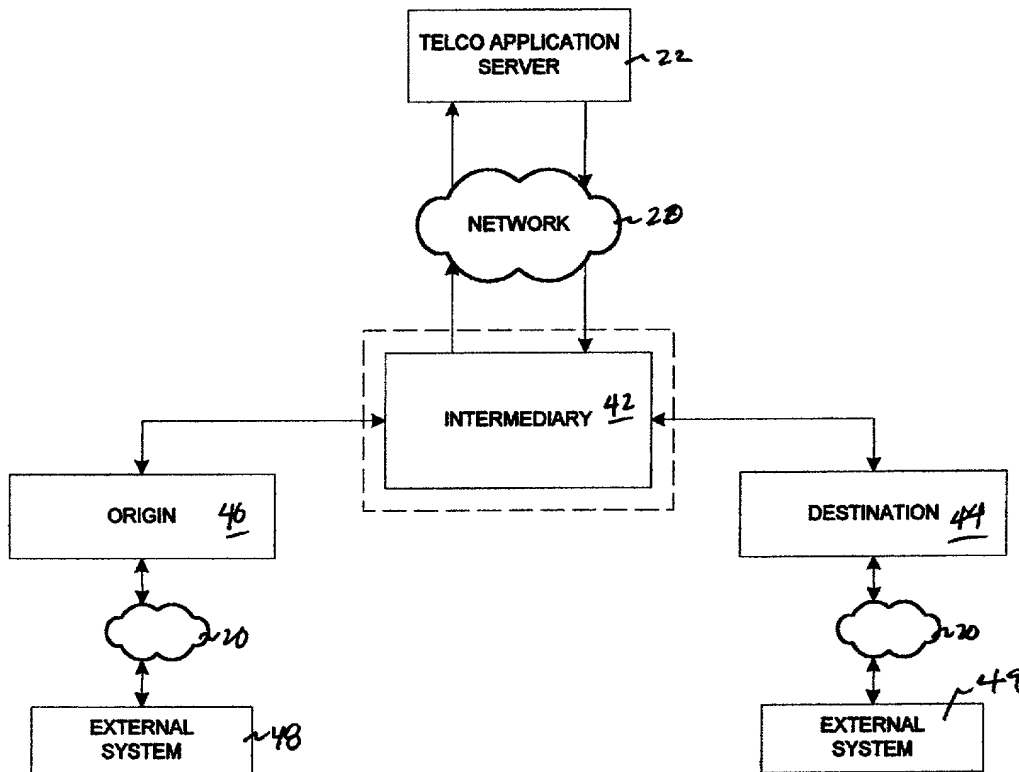 TELCO APPLICATION
SERVER
22
NETWORK
20
INTERMEDIARY 42
ORIGIN 46
DESTINATION 44
20
20
EXTERNAL
SYSTEM
48
EXTERNAL
SYSTEM
49